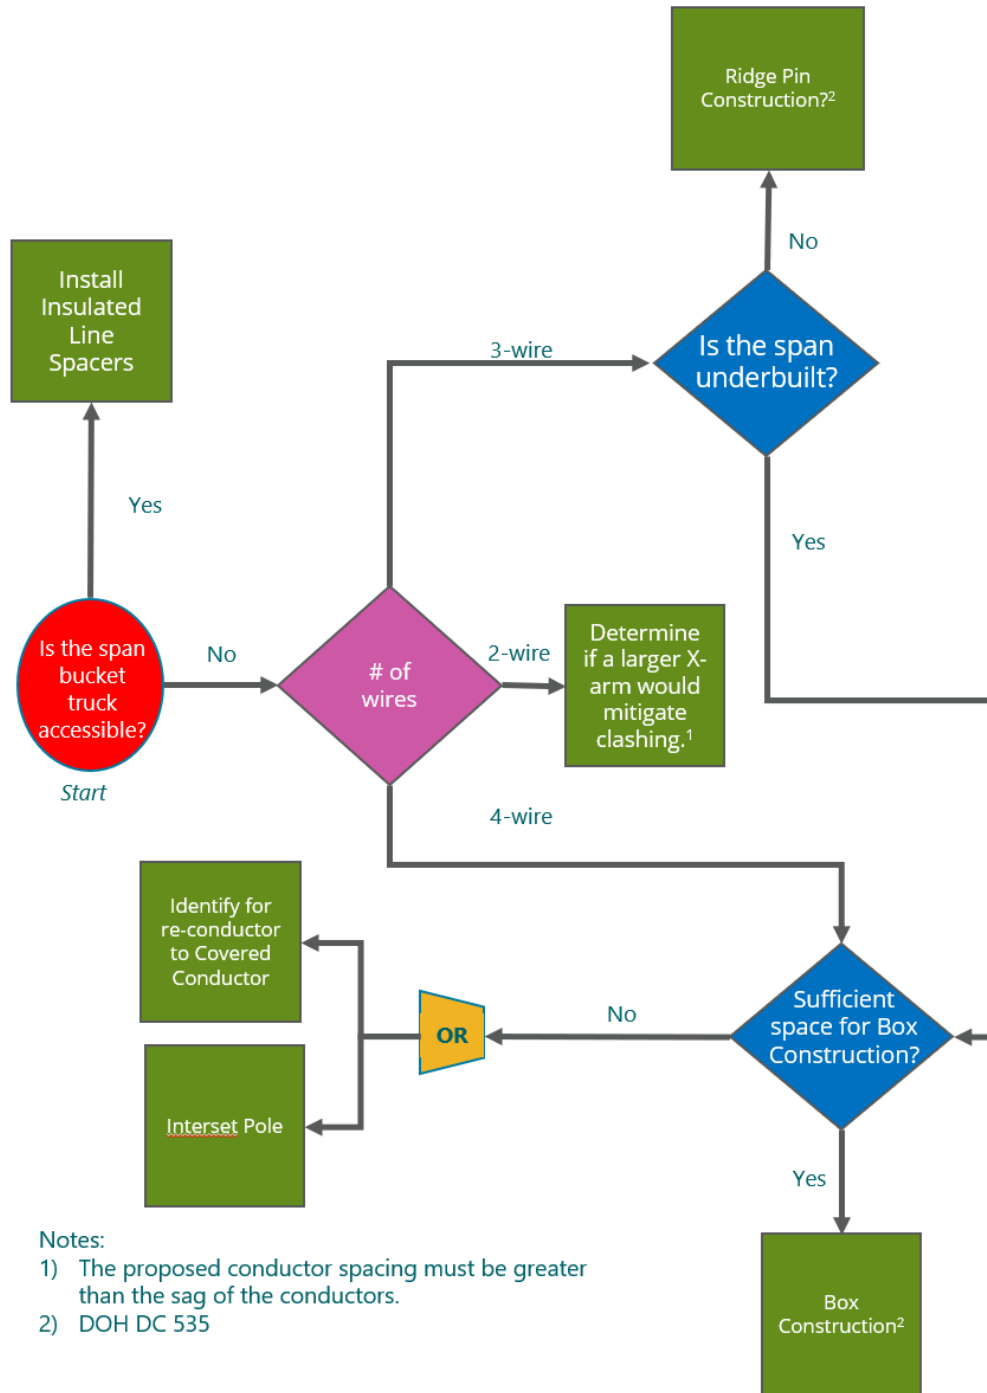 Ridge Pin
Construction?²
No
Install
Insulated
Line
Spacers
3-wire
Is the span
underbuilt?
Yes
Yes
Is the span
bucket
truck
accessible?
Start
No
# of
wires
2-wire
Determine
if a larger X-
arm would
mitigate
clashing.¹
4-wire
Identify for
re-conductor
to Covered
Conductor
OR
No
Sufficient
space for Box
Construction?
Interset Pole
Yes
Box
Construction²
Notes:
1) The proposed conductor spacing must be greater
than the sag of the conductors.
2) DOH DC 535